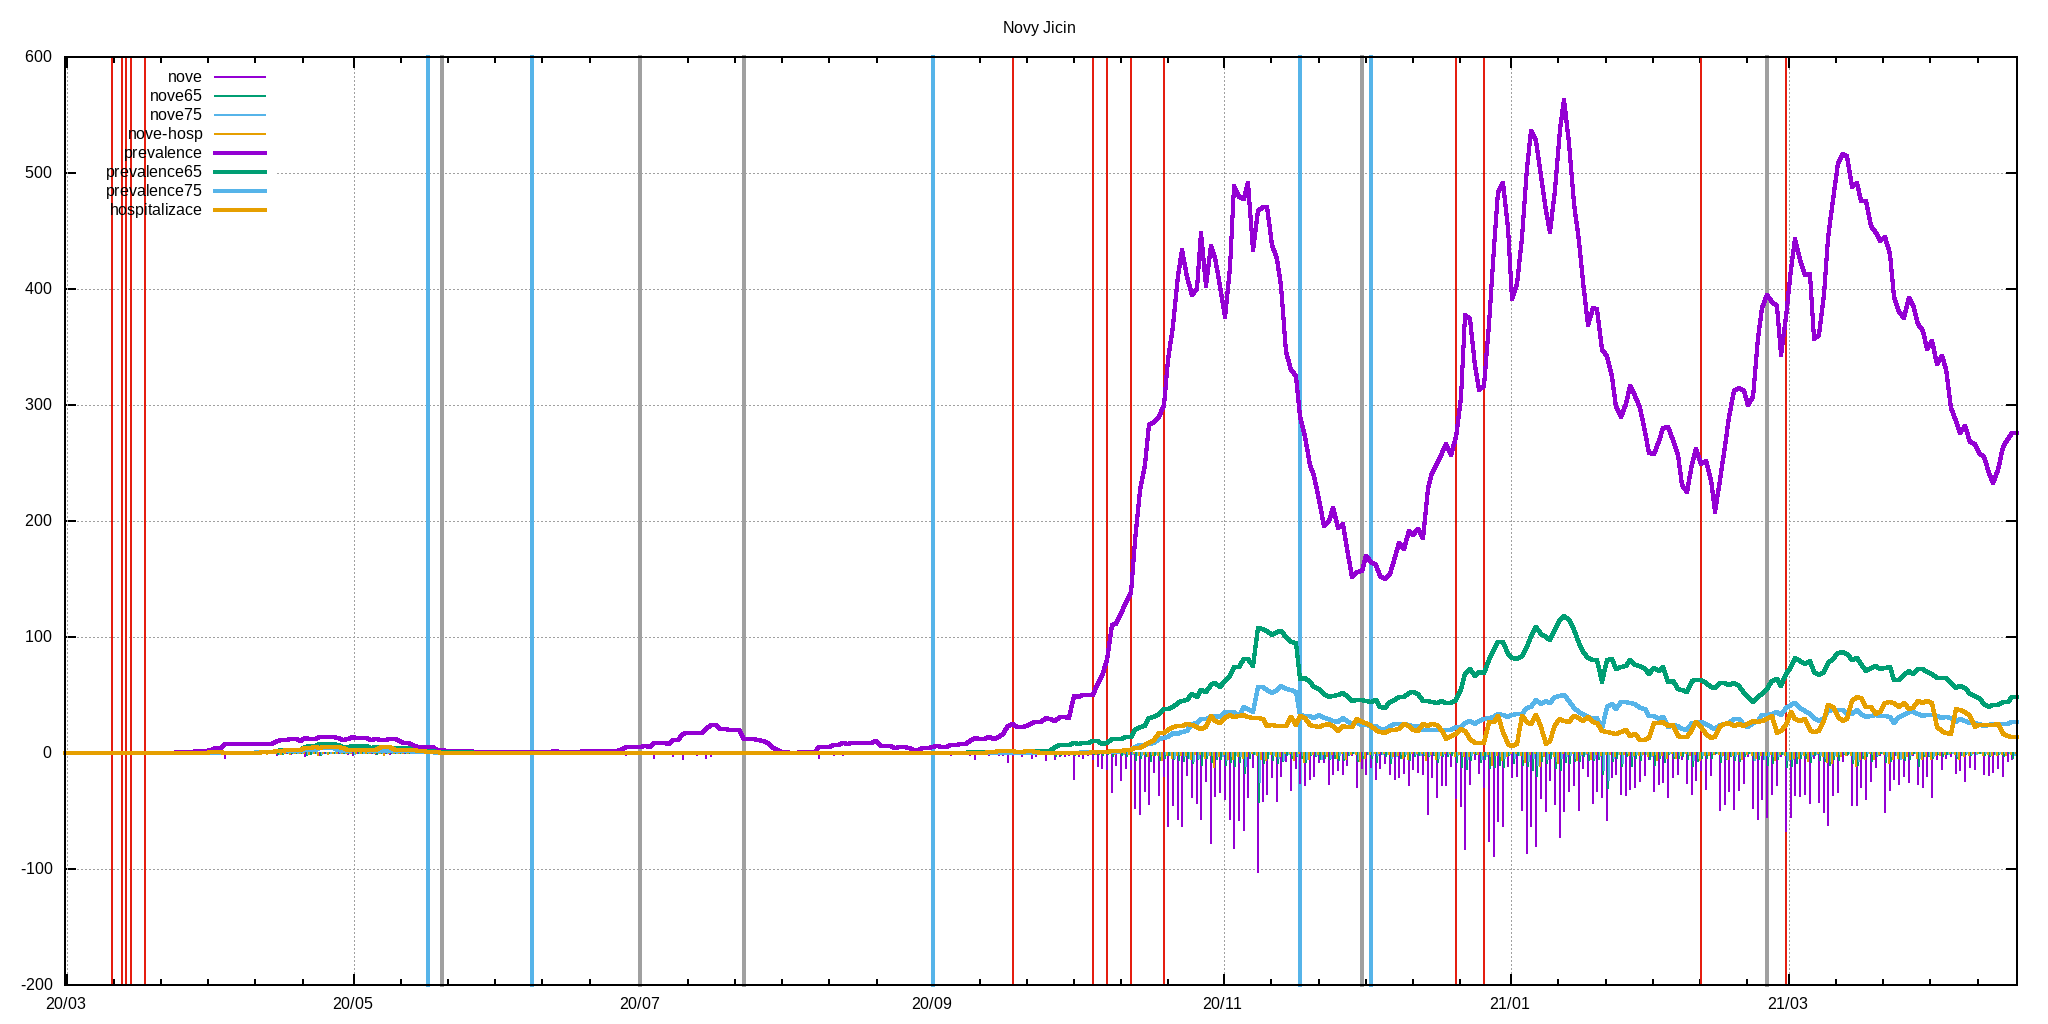 Novy Jicin
600
500
400
300
200
100
0
-100
-200
nove
nove65
nove75
nove-hosp
prevalence
prevalence65
prevalence75
hospitalizace
20/03
20/05
20/07
20/09
20/11
21/01
21/03